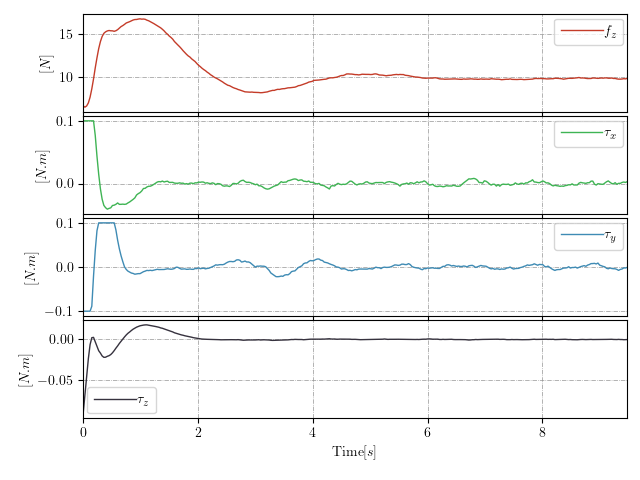 15
10
[N]
f_z
0.1
0.0
[N.m]
τ_x
0.1
0.0
−0.1
[N.m]
τ_y
0.00
−0.05
[N.m]
τ_z
0 2 4 6 8
Time[s]